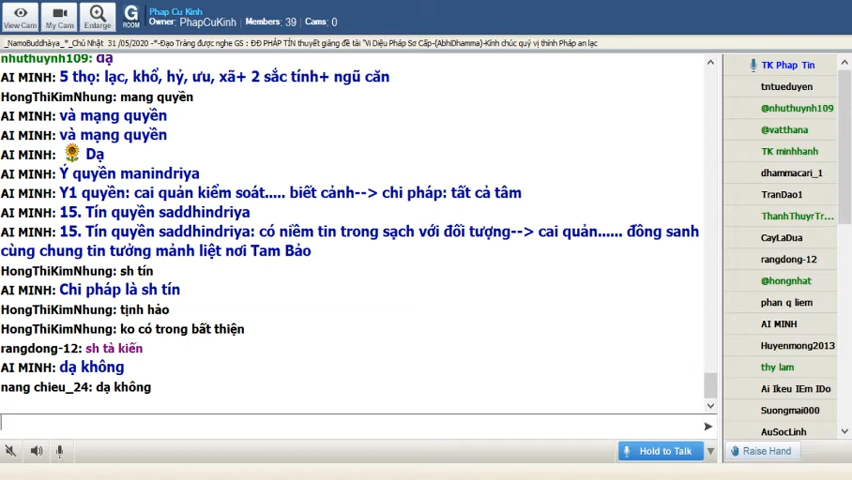 View Cam
My Cam
Enlarge
G
ROOM
Phap Cu Kinh
Owner: PhapCuKinh Members: 39 Cams: 0
_NamoBuddhàya_*_Chủ Nhật 31 /05/2020 -*-Đạo Tràng được nghe GS : ĐĐ PHÁP TÍN thuyết giảng đề tài "Vi Diệu Pháp Sơ Cấp-(AbhiDhamma)-Kính chúc quý vị thính Pháp an lạc
nhuthuynh109: dạ
AI MINH: 5 thọ: lạc, khổ, hỷ, ưu, xã+ 2 sắc tính+ ngũ căn
HongThiKimNhung: mang quyền
AI MINH: và mạng quyền
AI MINH: và mạng quyền
AI MINH: Dạ
AI MINH: Ý quyền manindriya
AI MINH: Y1 quyền: cai quản kiểm soát..... biết cảnh--> chi pháp: tất cả tâm
AI MINH: 15. Tín quyền saddhindriya
AI MINH: 15. Tín quyền saddhindriya: có niềm tin trong sạch với đối tượng--> cai quản...... đồng sanh
cùng chung tin tưởng mảnh liệt nơi Tam Bảo
HongThiKimNhung: sh tín
AI MINH: Chi pháp là sh tín
HongThiKimNhung: tịnh hảo
HongThiKimNhung: ko có trong bất thiện
rangdong-12: sh tà kiến
AI MINH: dạ không
nang chieu_24: dạ không
Hold to Talk
TK Phap Tin
tntueduyen
@nhuthuynh109
@vatthana
TK minhhanh
dhammacari_1
TranDao1
ThanhThuyrTr...
CayLaDua
rangdong-12
@hongnhat
phan q liem
AI MINH
Huyenmong2013
thy lam
Ai Ikeu IEm IDo
Suongmai000
AuSocLinh
Raise Hand